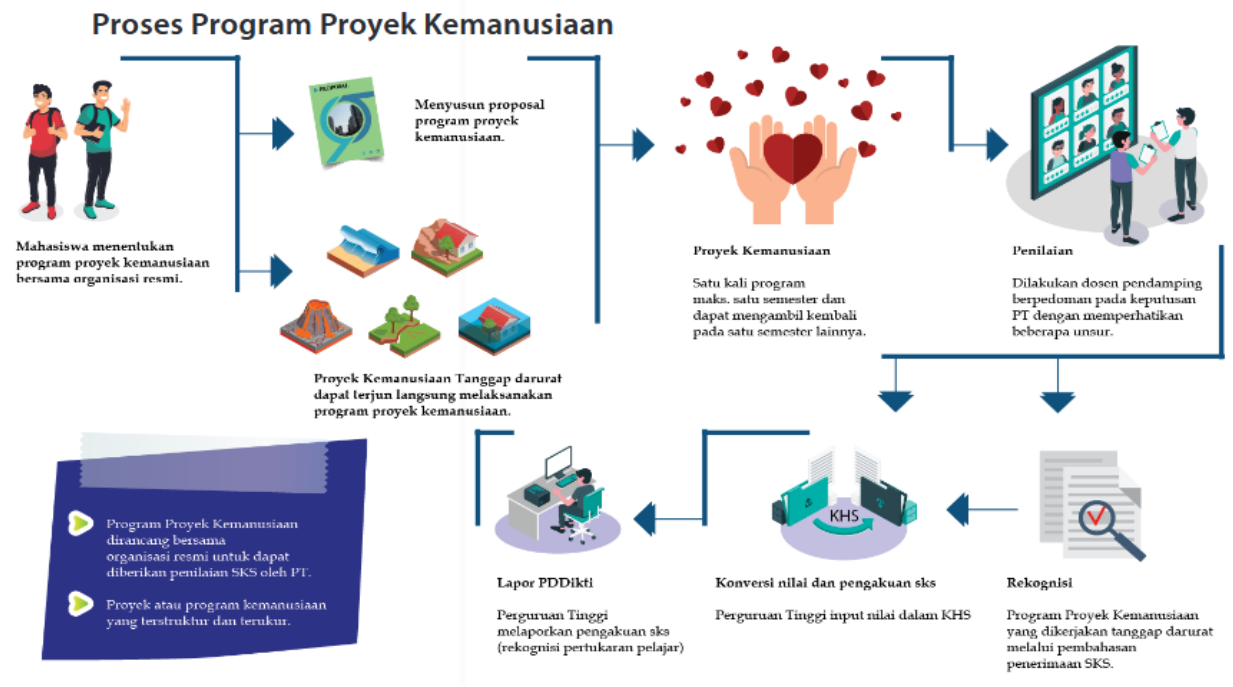 Proses Program Proyek Kemanusiaan
PROPOSAL
Menyusun proposal
program proyek
kemanusiaan.
Mahasiswa menentukan
program proyek kemanusiaan
bersama organisasi resmi.
Proyek Kemanusiaan Tanggap darurat
dapat terjun langsung melaksanakan
program proyek kemanusiaan.
Proyek Kemanusiaan
Satu kali program
maks. satu semester dan
dapat mengambil kembali
pada satu semester lainnya.
Penilaian
Dilakukan dosen pendamping
berpedoman pada keputusan
PT dengan memperhatikan
beberapa unsur.
Rekognisi
Program Proyek Kemanusiaan
yang dikerjakan tanggap darurat
melalui pembahasan
penerimaan SKS.
KHS
Konversi nilai dan pengakuan sks
Perguruan Tinggi input nilai dalam KHS
Lapor PDDikti
Perguruan Tinggi
melaporkan pengakuan sks
(rekognisi pertukaran pelajar)
Program Proyek Kemanusiaan
dirancang bersama
organisasi resmi untuk dapat
diberikan penilaian SKS oleh PT.
Proyek atau program kemanusiaan
yang terstruktur dan terukur.